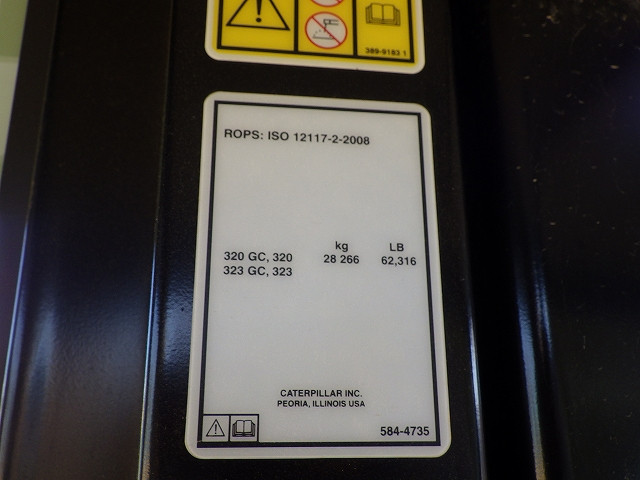 389-9183 1
ROPS: ISO 12117-2-2008
kg LB
320 GC, 320 28 266 62,316
323 GC, 323
CATERPILLAR INC.
PEORIA, ILLINOIS USA
584-4735